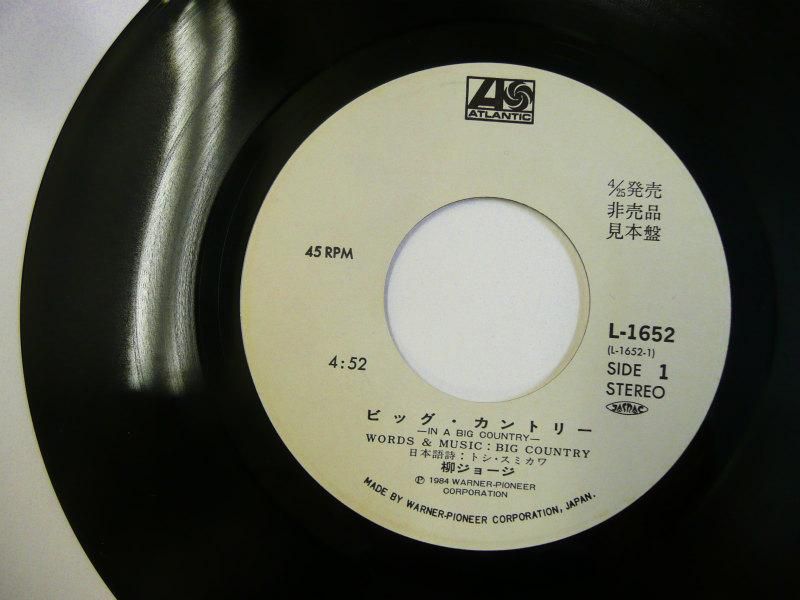 ATLANTIC
4/25発売
非売品
見本盤
45 RPM
L-1652
(L-1652-1)
4:52
SIDE 1
STEREO
JASRAC
ビッグ・カントリー
—IN A BIG COUNTRY—
WORDS & MUSIC : BIG COUNTRY
日本語詩：トシ・スミカワ
柳ジョージ
Ⓟ 1984 WARNER-PIONEER
CORPORATION
MADE BY WARNER-PIONEER CORPORATION, JAPAN.